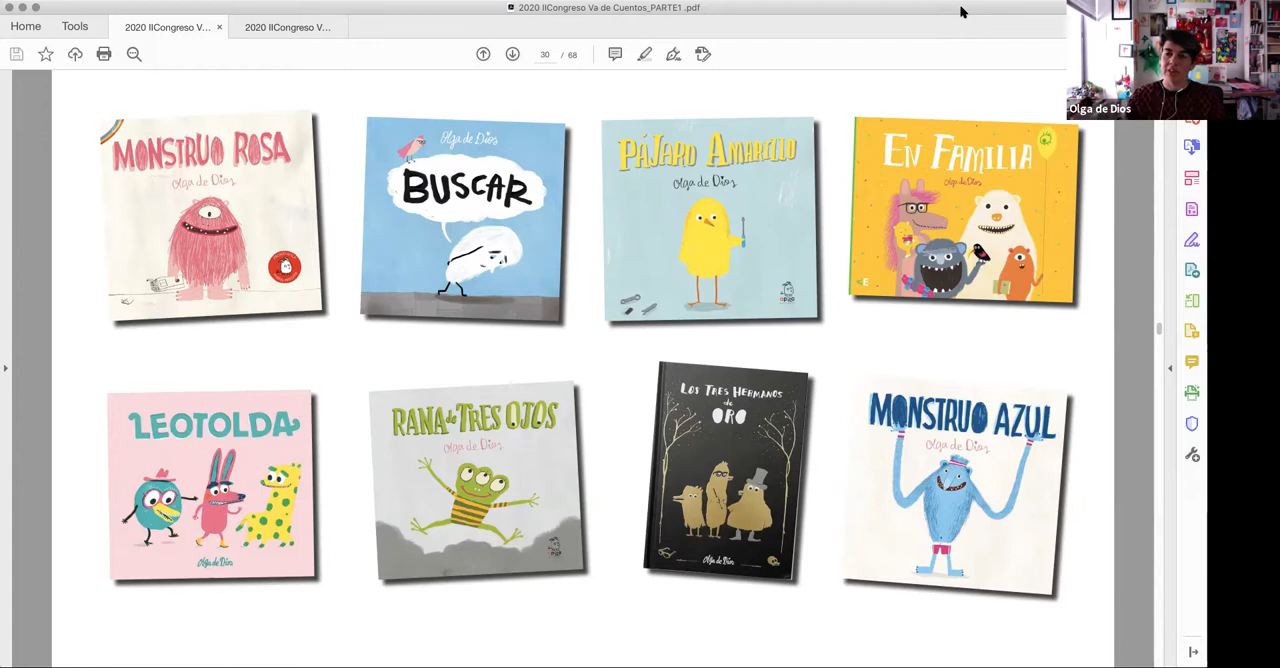 2020 IICongreso Va de Cuentos_PARTE1 .pdf
Home
Tools
2020 IICongreso V... ×
2020 IICongreso V...
30 / 68
Olga de Dios
MONSTRUO ROSA
Olga de Dios
Olga de Dios
BUSCAR
PÁJARO AMARILLO
Olga de Dios
EN FAMILIA
Olga de Dios
LEOTOLDA
Olga de Dios
RANA de TRES OJOS
Olga de Dios
LOS TRES HERMANOS
de
ORO
Olga de Dios
MONSTRUO AZUL
Olga de Dios